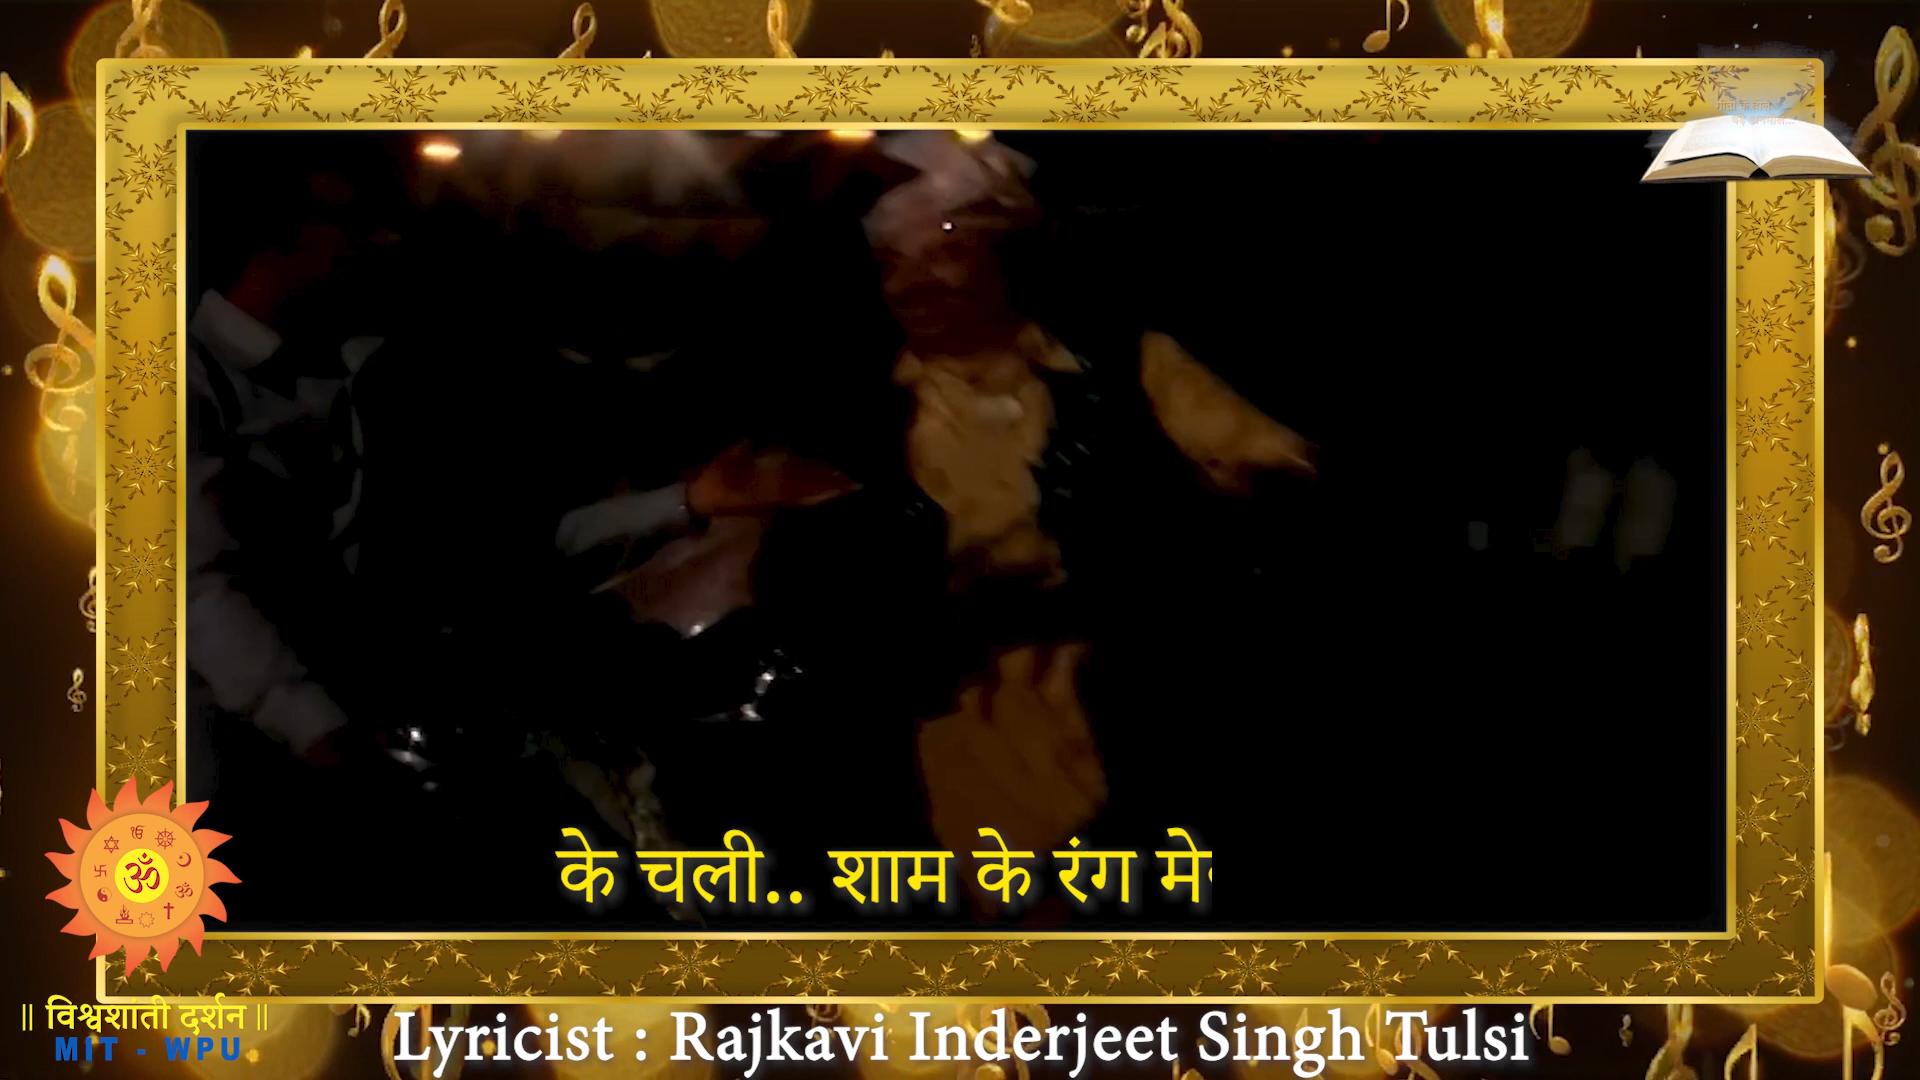 के चली.. शाम के रंग में
|| विश्वशांती दर्शन ||
MIT - WPU
Lyricist : Rajkavi Inderjeet Singh Tulsi